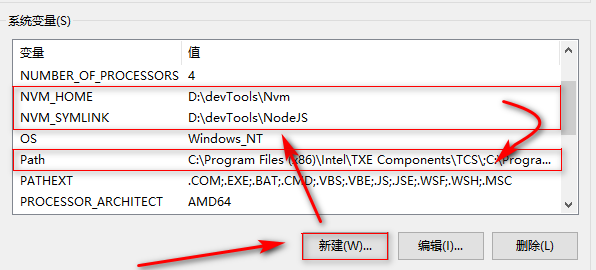 系统变量(S)
变量 值
NUMBER_OF_PROCESSORS 4
NVM_HOME D:\devTools\Nvm
NVM_SYMLINK D:\devTools\NodeJS
OS Windows_NT
Path C:\Program Files (x86)\Intel\TXE Components\TCS\;C:\Progra...
PATHEXT .COM;.EXE;.BAT;.CMD;.VBS;.VBE;.JS;.JSE;.WSF;.WSH;.MSC
PROCESSOR_ARCHITECT AMD64
新建(W)... 编辑(I)... 删除(L)